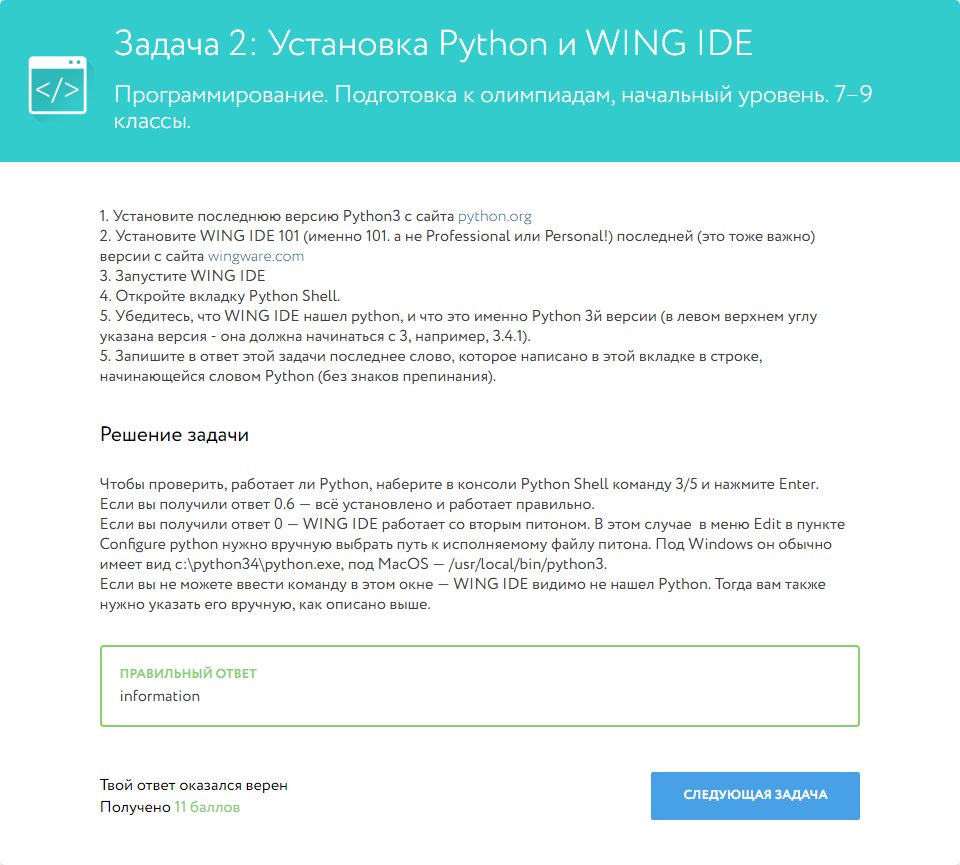 Задача 2: Установка Python и WING IDE
</>
Программирование. Подготовка к олимпиадам, начальный уровень. 7–9
классы.
1. Установите последнюю версию Python3 с сайта python.org
2. Установите WING IDE 101 (именно 101. а не Professional или Personal!) последней (это тоже важно)
версии с сайта wingware.com
3. Запустите WING IDE
4. Откройте вкладку Python Shell.
5. Убедитесь, что WING IDE нашел python, и что это именно Python 3й версии (в левом верхнем углу
указана версия - она должна начинаться с 3, например, 3.4.1).
5. Запишите в ответ этой задачи последнее слово, которое написано в этой вкладке в строке,
начинающейся словом Python (без знаков препинания).
Решение задачи
Чтобы проверить, работает ли Python, наберите в консоли Python Shell команду 3/5 и нажмите Enter.
Если вы получили ответ 0.6 — всё установлено и работает правильно.
Если вы получили ответ 0 — WING IDE работает со вторым питоном. В этом случае в меню Edit в пункте
Configure python нужно вручную выбрать путь к исполняемому файлу питона. Под Windows он обычно
имеет вид c:\python34\python.exe, под MacOS — /usr/local/bin/python3.
Если вы не можете ввести команду в этом окне — WING IDE видимо не нашел Python. Тогда вам также
нужно указать его вручную, как описано выше.
ПРАВИЛЬНЫЙ ОТВЕТ
information
Твой ответ оказался верен
Получено 11 баллов
СЛЕДУЮЩАЯ ЗАДАЧА